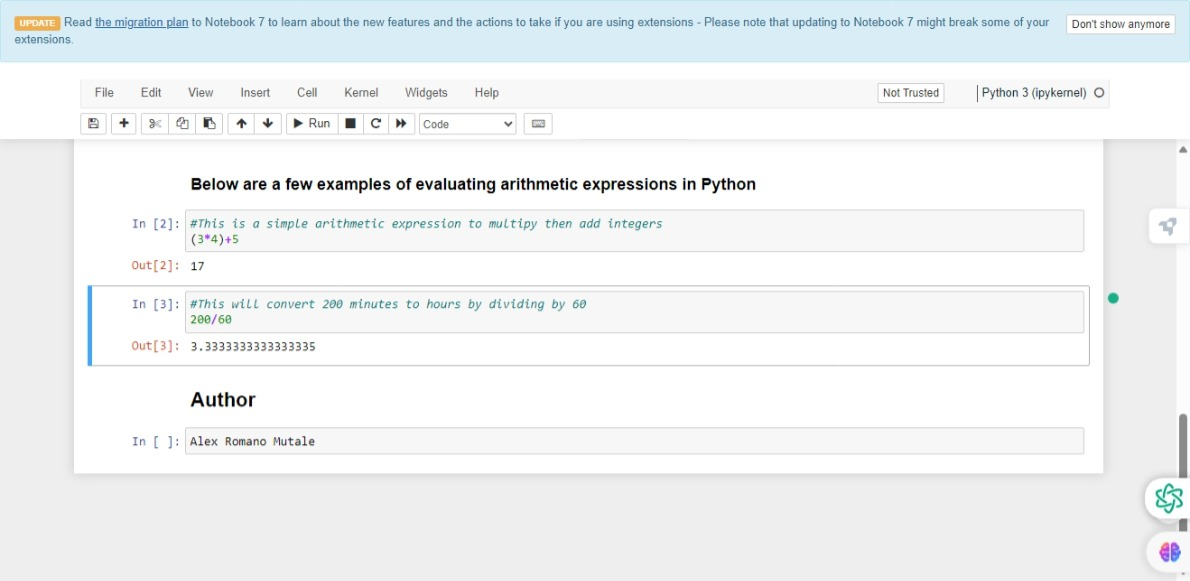 UPDATE Read the migration plan to Notebook 7 to learn about the new features and the actions to take if you are using extensions - Please note that updating to Notebook 7 might break some of your
extensions.
Don't show anymore
File Edit View Insert Cell Kernel Widgets Help
Not Trusted
Python 3 (ipykernel)
Run
Code
Below are a few examples of evaluating arithmetic expressions in Python
In [2]: #This is a simple arithmetic expression to multipy then add integers
(3*4)+5
Out[2]: 17
In [3]: #This will convert 200 minutes to hours by dividing by 60
200/60
Out[3]: 3.3333333333333335
Author
In [ ]: Alex Romano Mutale